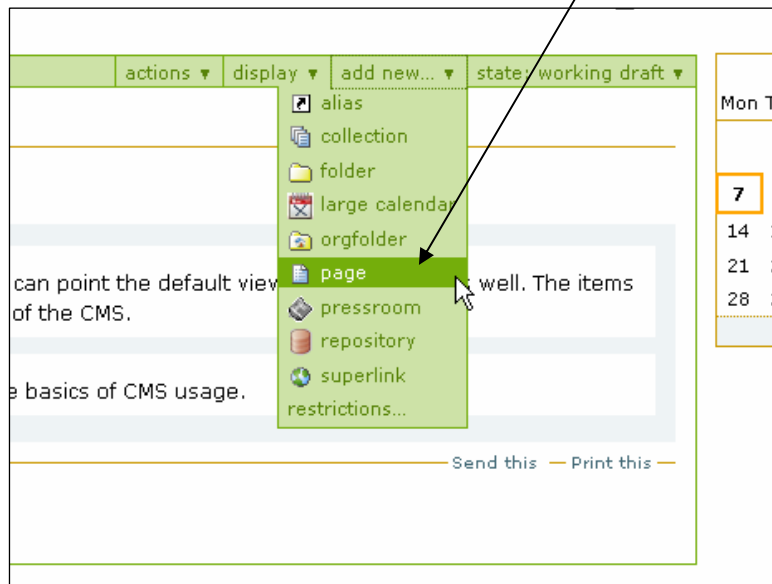 actions ▼ display ▼ add new... ▼ state: working draft ▼
alias
collection
folder
large calendar
orgfolder
page
pressroom
repository
superlink
restrictions...
can point the default view well. The items
of the CMS.
basics of CMS usage.
Send this — Print this —
Mon T
7
14
21
28